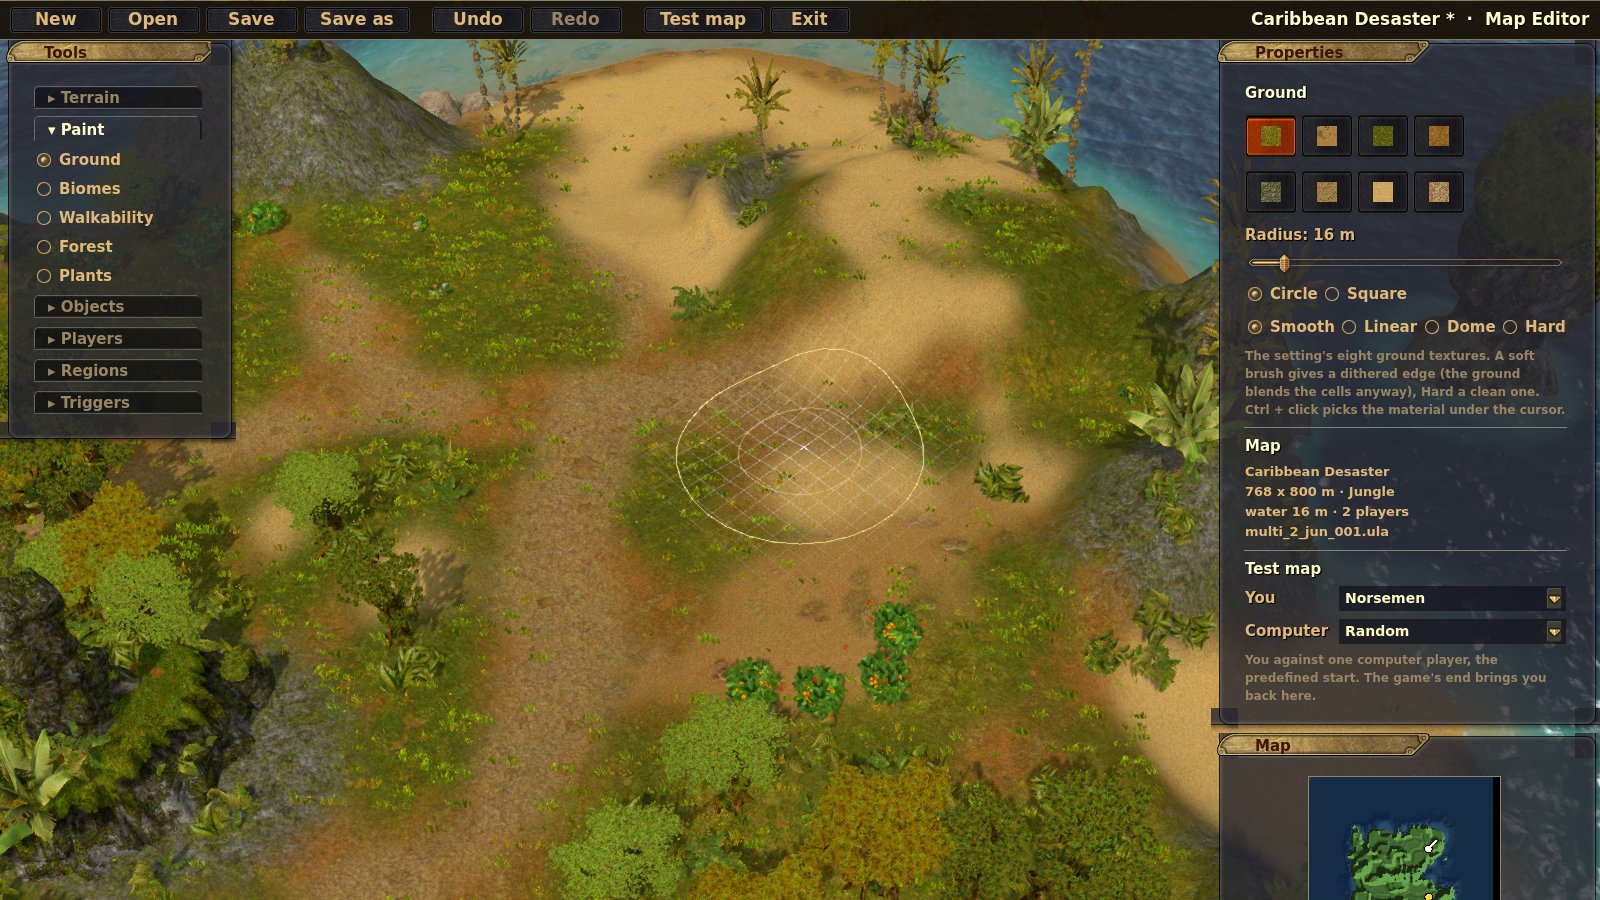 New Open Save Save as Undo Redo Test map Exit Caribbean Desaster * · Map Editor
Tools
Terrain
Paint
Ground
Biomes
Walkability
Forest
Plants
Objects
Players
Regions
Triggers
Properties
Ground
Radius: 16 m
Circle Square
Smooth Linear Dome Hard
The setting's eight ground textures. A soft
brush gives a dithered edge (the ground
blends the cells anyway), Hard a clean one.
Ctrl + click picks the material under the cursor.
Map
Caribbean Desaster
768 x 800 m · Jungle
water 16 m · 2 players
multi_2_jun_001.ula
Test map
You Norsemen
Computer Random
You against one computer player, the
predefined start. The game's end brings you
back here.
Map